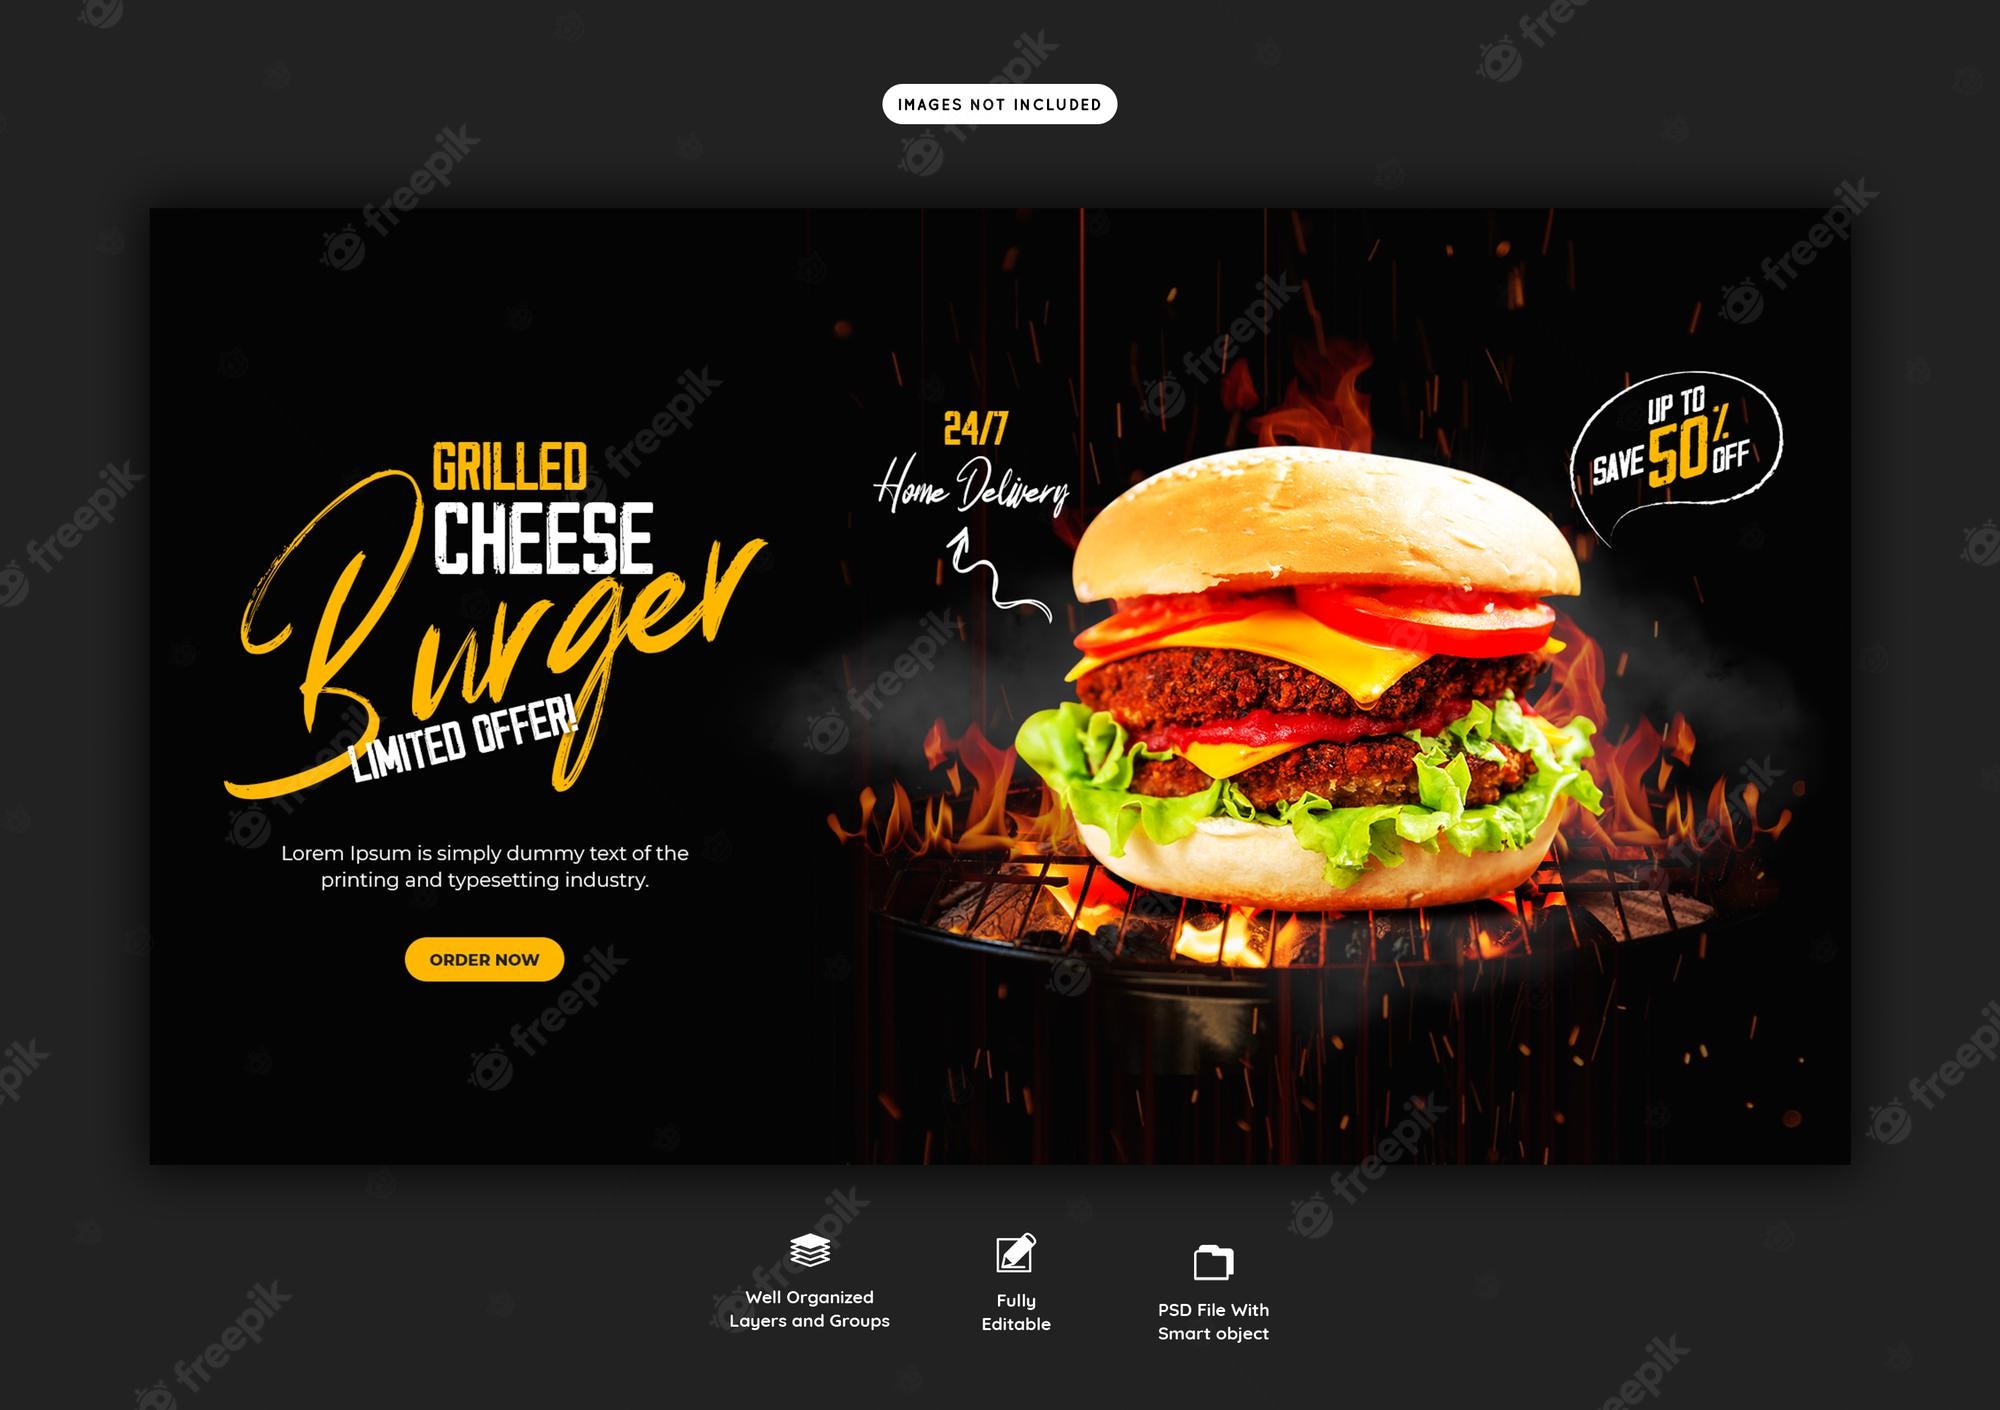 IMAGES NOT INCLUDED
GRILLED
CHEESE
Burger
LIMITED OFFER!
Lorem Ipsum is simply dummy text of the
printing and typesetting industry.
ORDER NOW
24/7
Home Delivery
UP TO
SAVE 50% OFF
Well Organized
Layers and Groups
Fully
Editable
PSD File With
Smart object
freepik